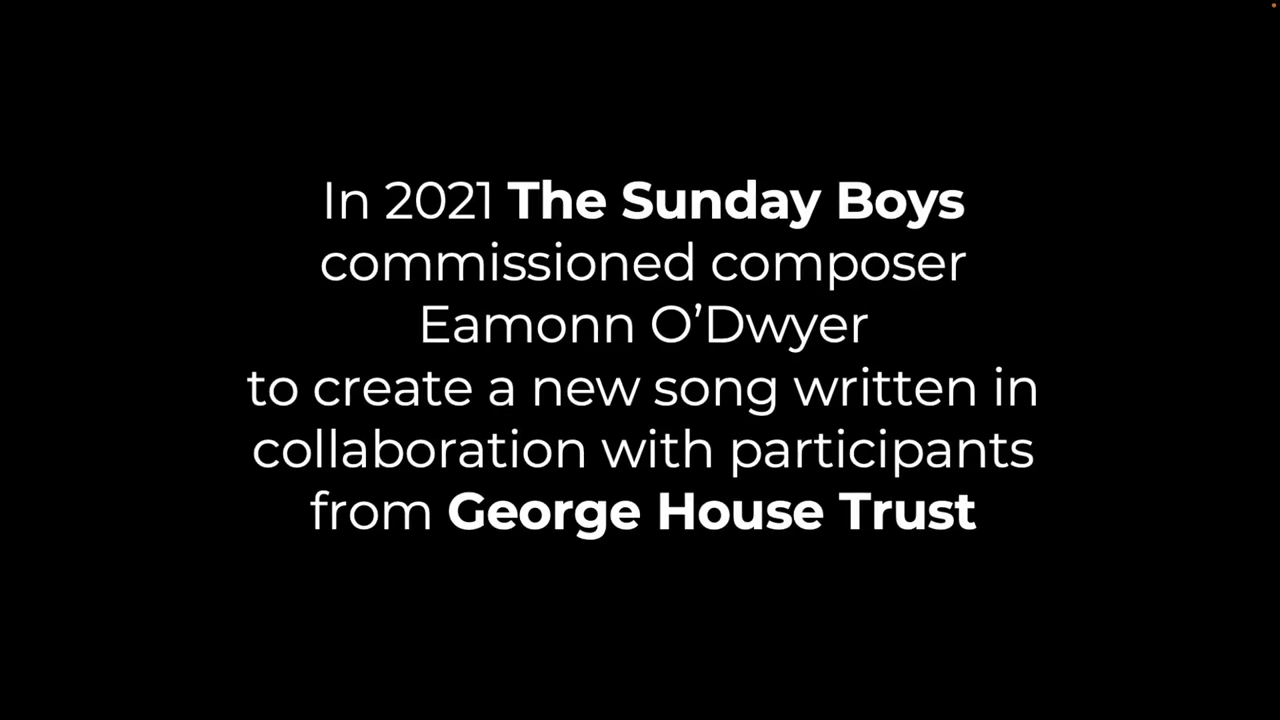 In 2021 The Sunday Boys
commissioned composer
Eamonn O’Dwyer
to create a new song written in
collaboration with participants
from George House Trust